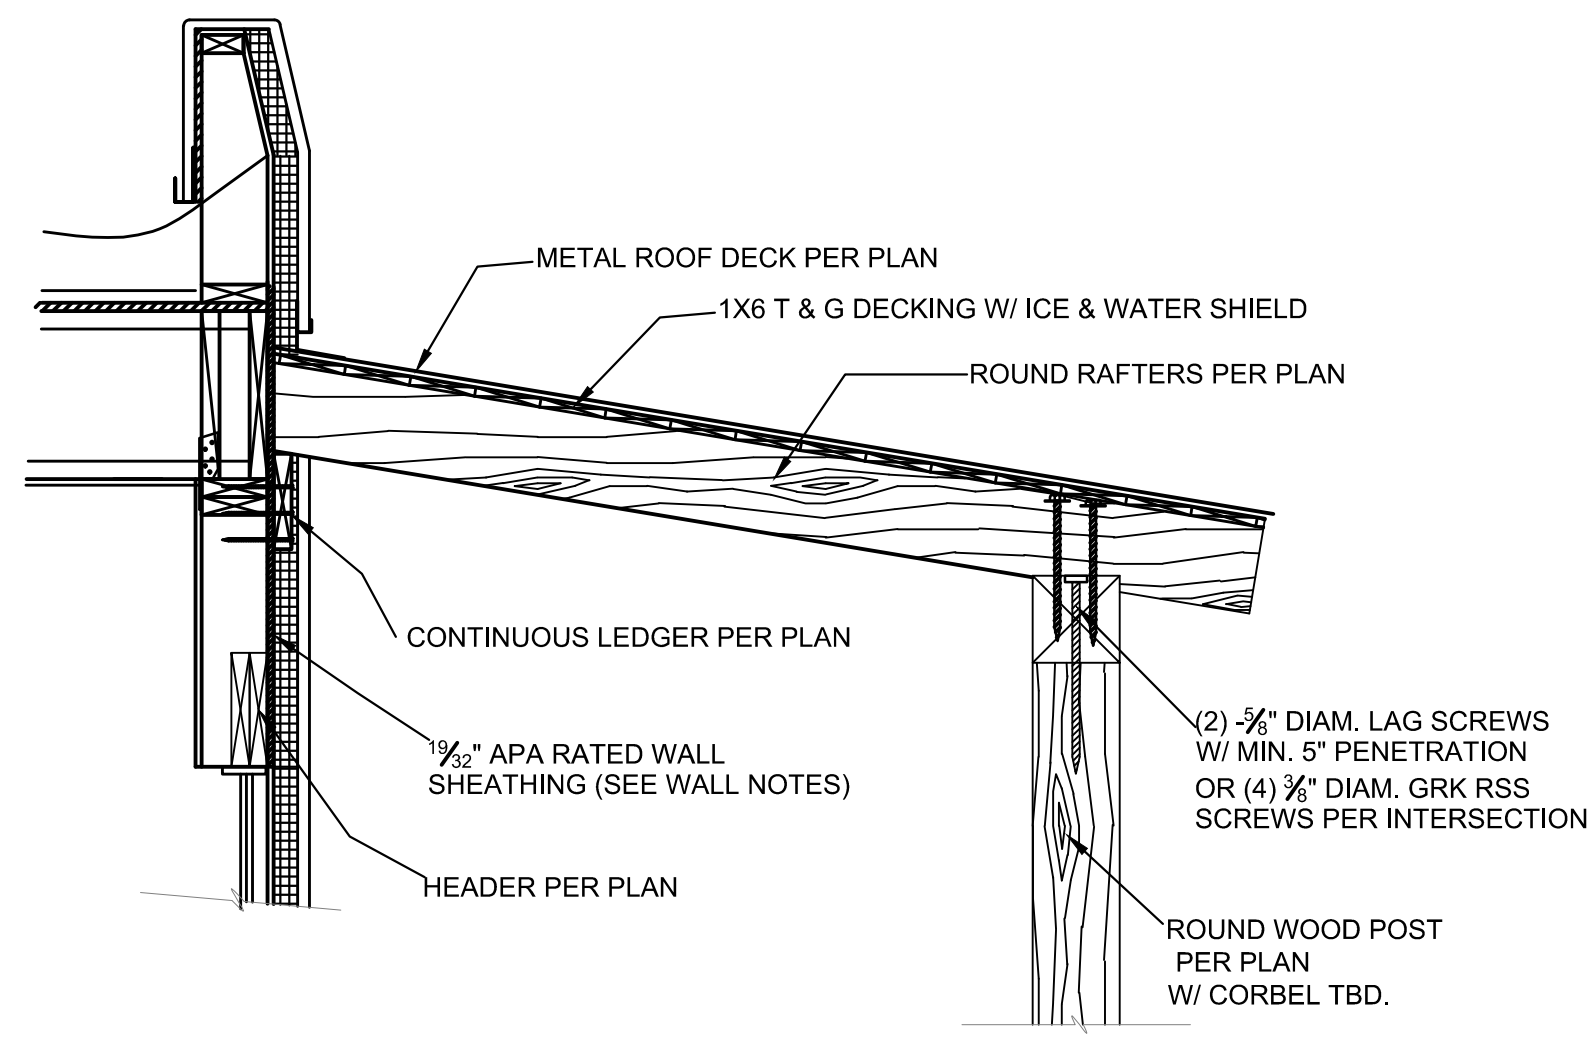 METAL ROOF DECK PER PLAN
1X6 T & G DECKING W/ ICE & WATER SHIELD
ROUND RAFTERS PER PLAN
CONTINUOUS LEDGER PER PLAN
19/32" APA RATED WALL
SHEATHING (SEE WALL NOTES)
HEADER PER PLAN
(2) -5/8" DIAM. LAG SCREWS
W/ MIN. 5" PENETRATION
OR (4) 3/8" DIAM. GRK RSS
SCREWS PER INTERSECTION
ROUND WOOD POST
PER PLAN
W/ CORBEL TBD.